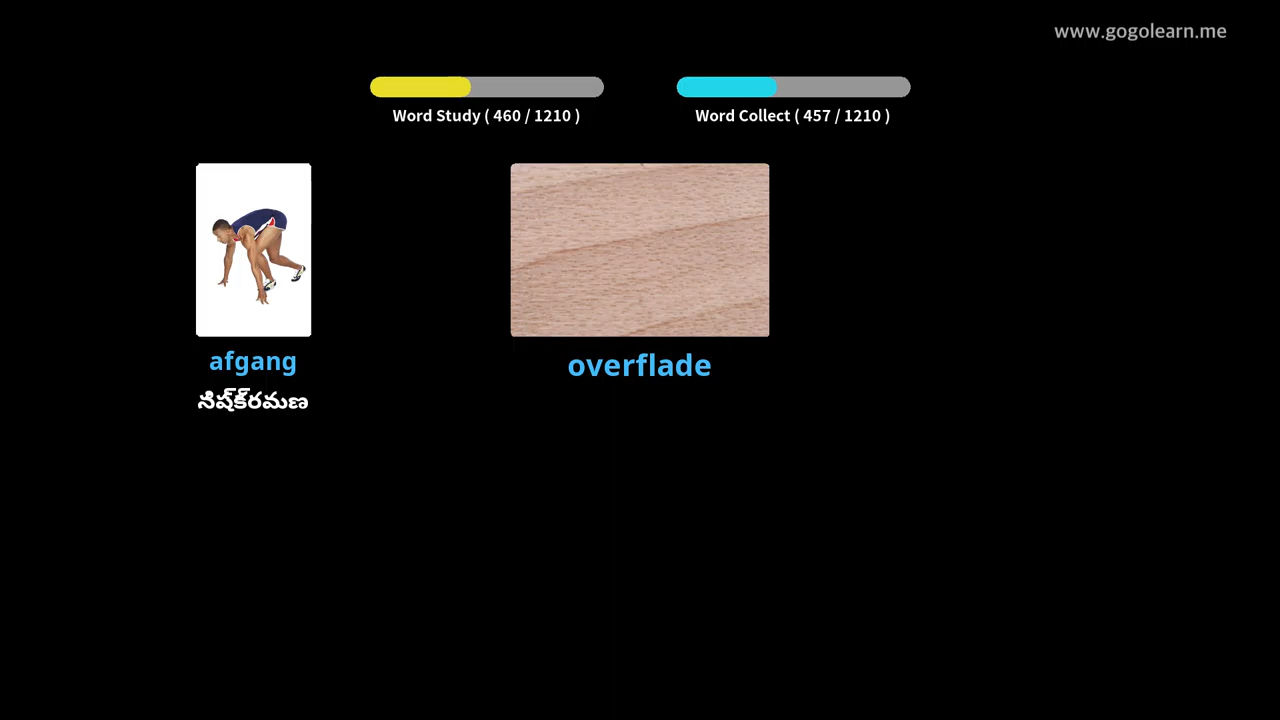 www.gogolearn.me
Word Study ( 460 / 1210 )
Word Collect ( 457 / 1210 )
afgang
నిష్క్రమణ
overflade